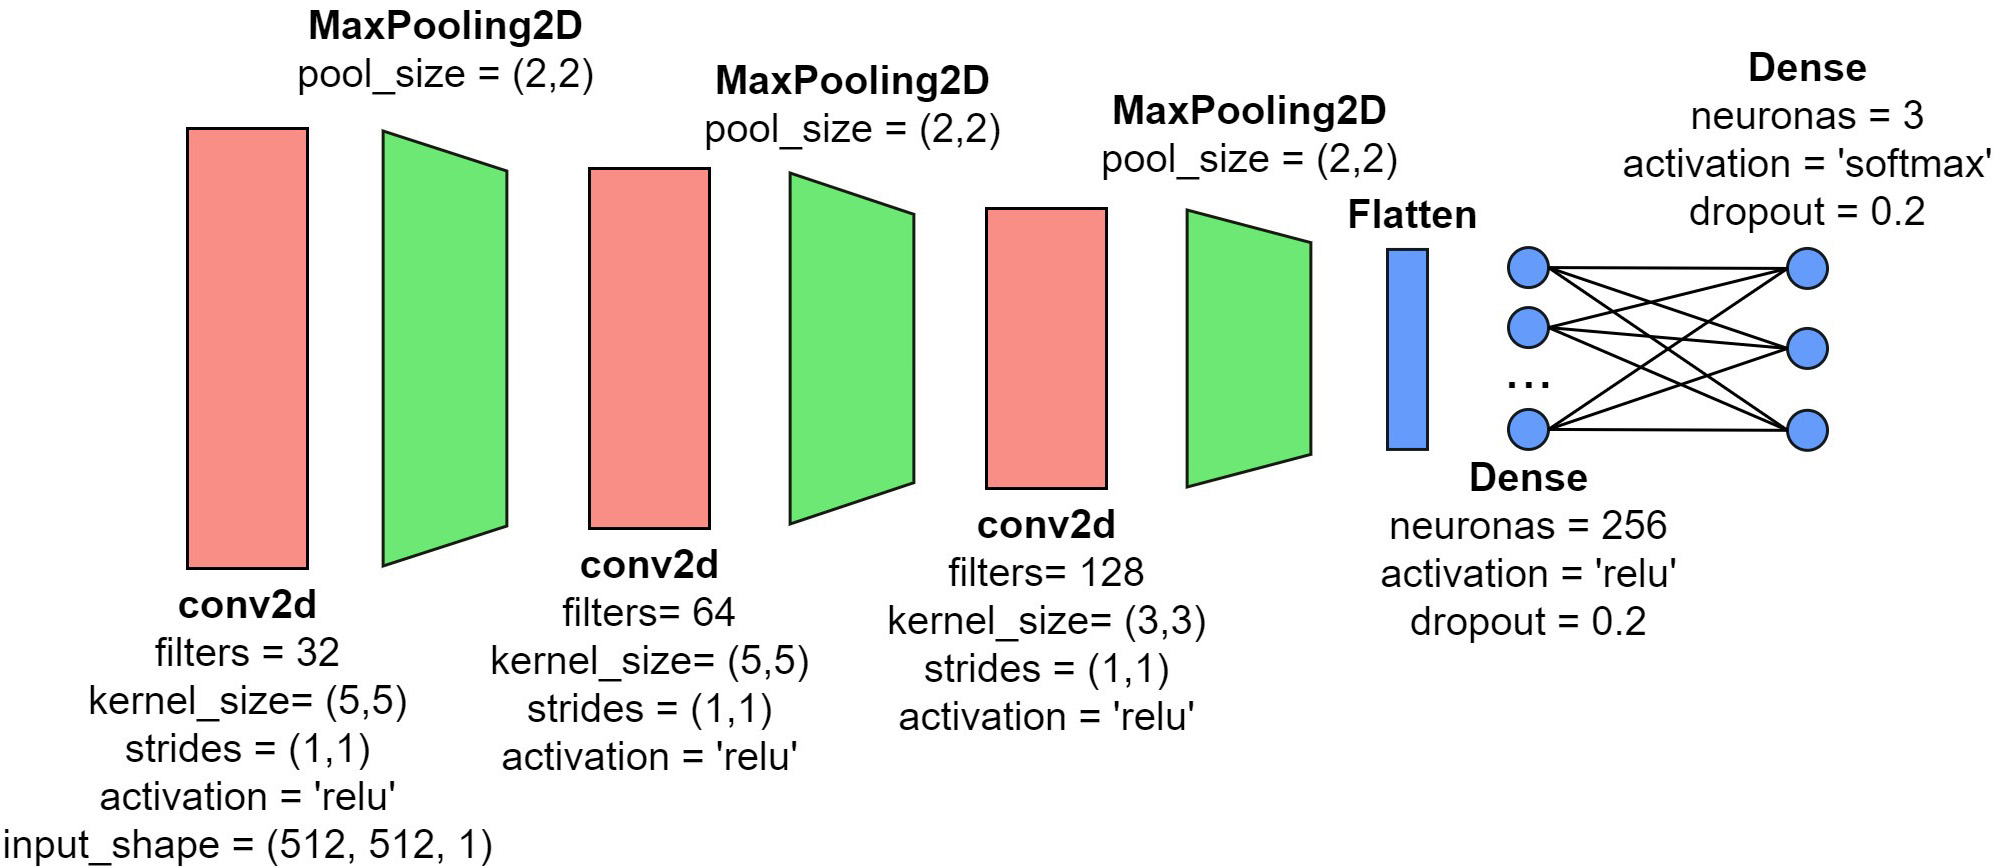 MaxPooling2D
pool_size = (2,2)
MaxPooling2D
pool_size = (2,2)
MaxPooling2D
pool_size = (2,2)
Flatten
Dense
neuronas = 3
activation = 'softmax'
dropout = 0.2
...
conv2d
filters = 32
kernel_size= (5,5)
strides = (1,1)
activation = 'relu'
input_shape = (512, 512, 1)
conv2d
filters= 64
kernel_size= (5,5)
strides = (1,1)
activation = 'relu'
conv2d
filters= 128
kernel_size= (3,3)
strides = (1,1)
activation = 'relu'
Dense
neuronas = 256
activation = 'relu'
dropout = 0.2